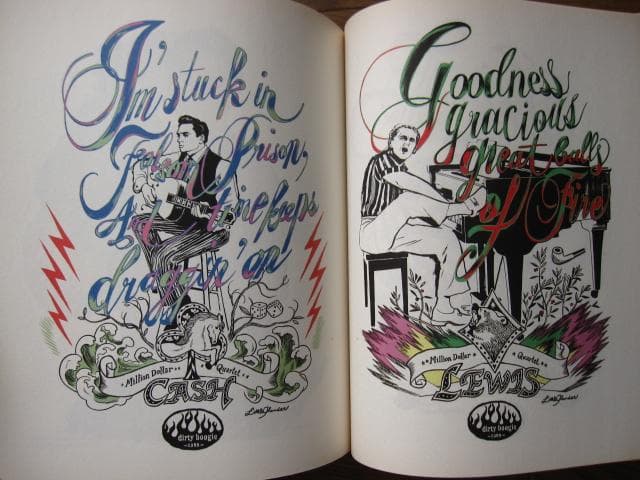 I'm stuck in
Folsom Prison,
And time keeps
draggin' on
Million Dollar Quartet
CASH
dirty boogie
Goodness
gracious
great balls
of Fire
Million Dollar Quartet
LEWIS
dirty boogie